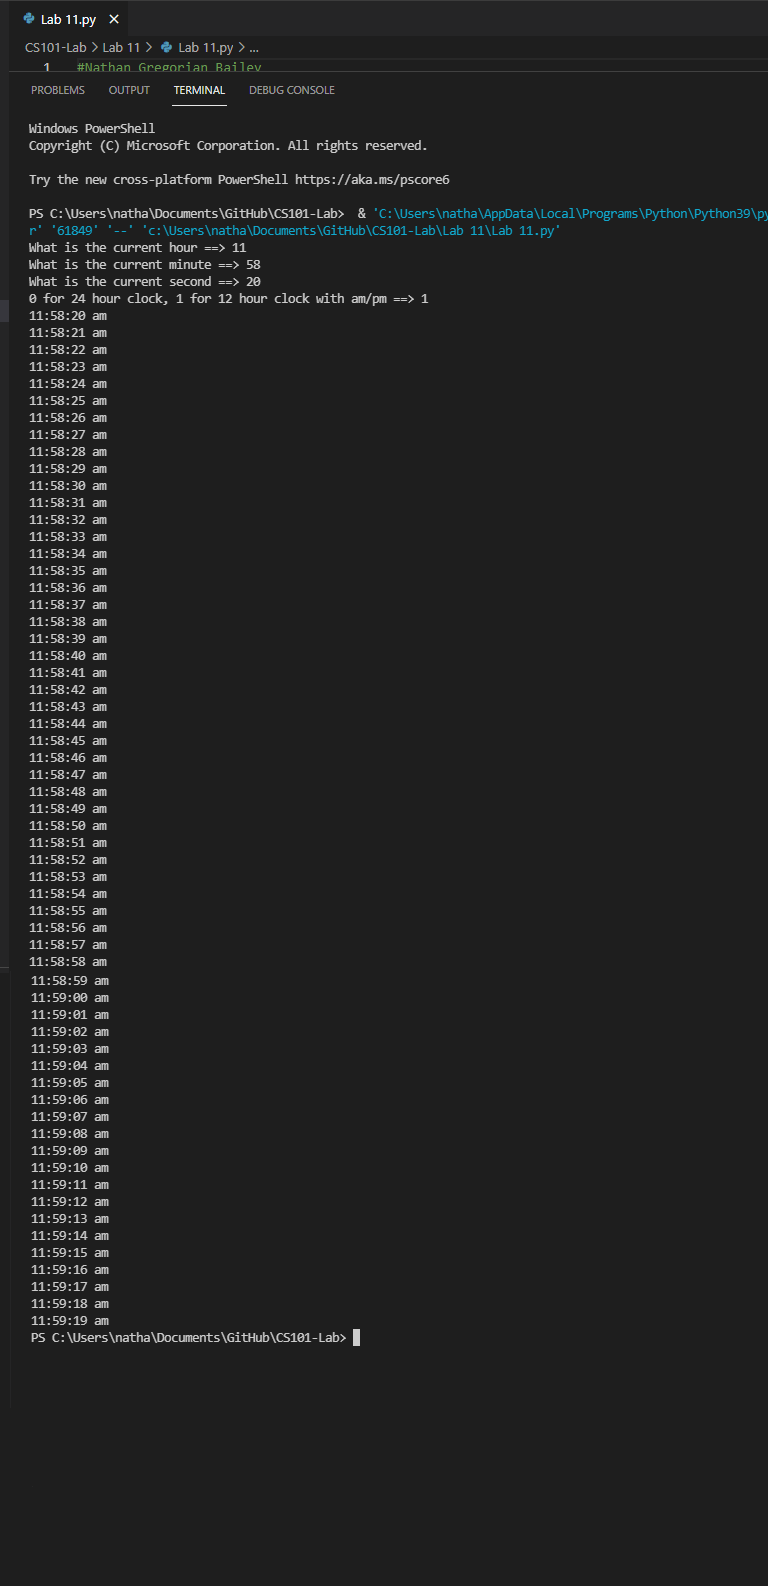 Lab 11.py ×
CS101-Lab > Lab 11 > Lab 11.py > ...
1 #Nathan Gregorian Bailey
PROBLEMS OUTPUT TERMINAL DEBUG CONSOLE
Windows PowerShell
Copyright (C) Microsoft Corporation. All rights reserved.
Try the new cross-platform PowerShell https://aka.ms/pscore6
PS C:\Users\natha\Documents\GitHub\CS101-Lab> & 'C:\Users\natha\AppData\Local\Programs\Python\Python39\py
r' '61849' '--' 'c:\Users\natha\Documents\GitHub\CS101-Lab\Lab 11\Lab 11.py'
What is the current hour ==> 11
What is the current minute ==> 58
What is the current second ==> 20
0 for 24 hour clock, 1 for 12 hour clock with am/pm ==> 1
11:58:20 am
11:58:21 am
11:58:22 am
11:58:23 am
11:58:24 am
11:58:25 am
11:58:26 am
11:58:27 am
11:58:28 am
11:58:29 am
11:58:30 am
11:58:31 am
11:58:32 am
11:58:33 am
11:58:34 am
11:58:35 am
11:58:36 am
11:58:37 am
11:58:38 am
11:58:39 am
11:58:40 am
11:58:41 am
11:58:42 am
11:58:43 am
11:58:44 am
11:58:45 am
11:58:46 am
11:58:47 am
11:58:48 am
11:58:49 am
11:58:50 am
11:58:51 am
11:58:52 am
11:58:53 am
11:58:54 am
11:58:55 am
11:58:56 am
11:58:57 am
11:58:58 am
11:58:59 am
11:59:00 am
11:59:01 am
11:59:02 am
11:59:03 am
11:59:04 am
11:59:05 am
11:59:06 am
11:59:07 am
11:59:08 am
11:59:09 am
11:59:10 am
11:59:11 am
11:59:12 am
11:59:13 am
11:59:14 am
11:59:15 am
11:59:16 am
11:59:17 am
11:59:18 am
11:59:19 am
PS C:\Users\natha\Documents\GitHub\CS101-Lab>